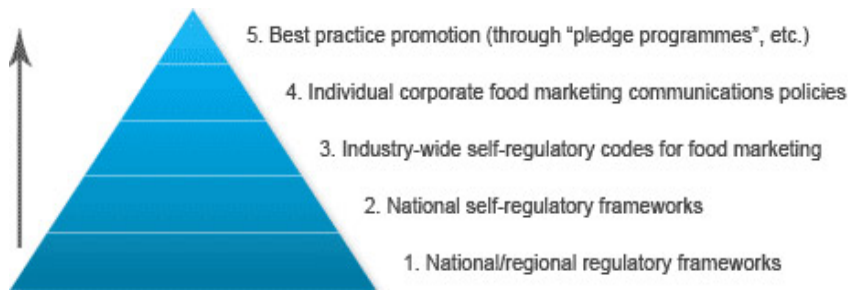 5. Best practice promotion (through “pledge programmes”, etc.)
4. Individual corporate food marketing communications policies
3. Industry-wide self-regulatory codes for food marketing
2. National self-regulatory frameworks
1. National/regional regulatory frameworks